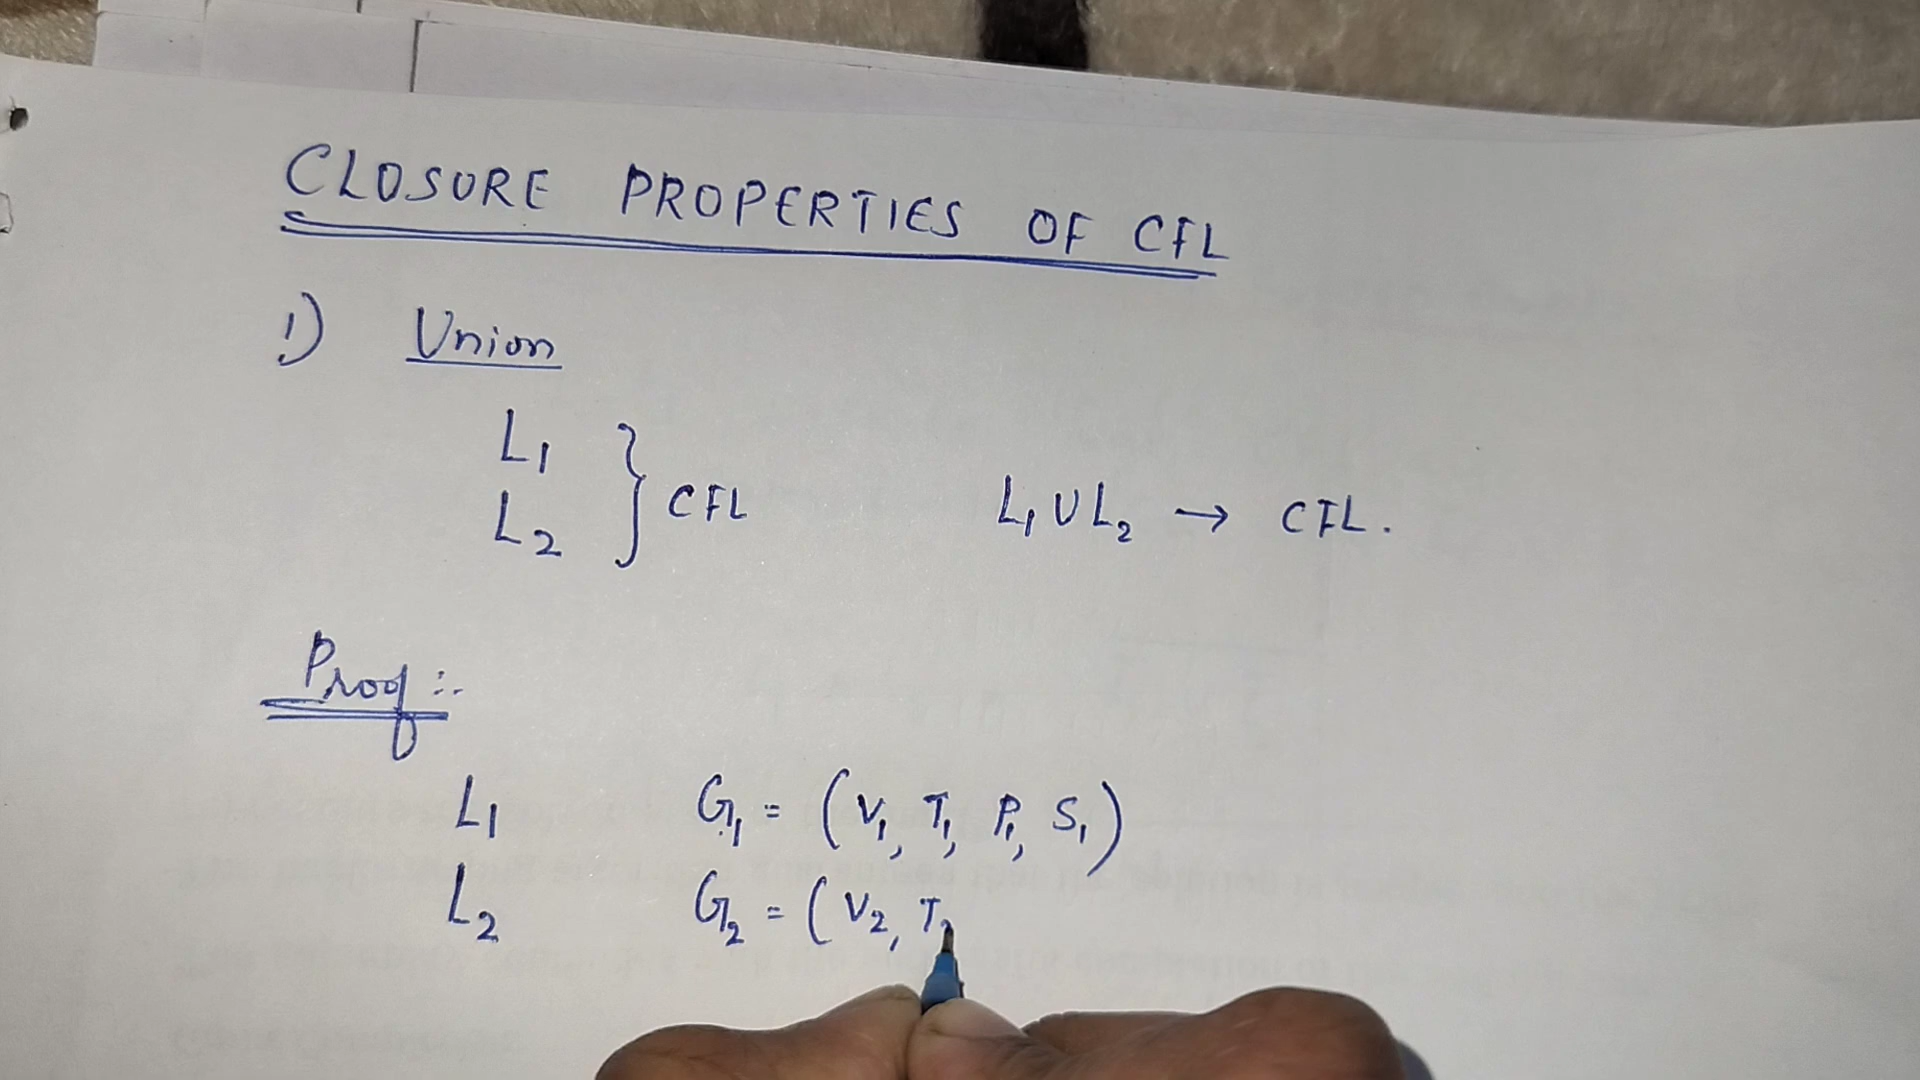 CLOSURE PROPERTIES OF CFL
1) Union
L1
L2 } CFL L1 U L2 → CFL.
Proof :-
L1 G1 = (V1, T1, P1, S1)
L2 G2 = (V2, T2